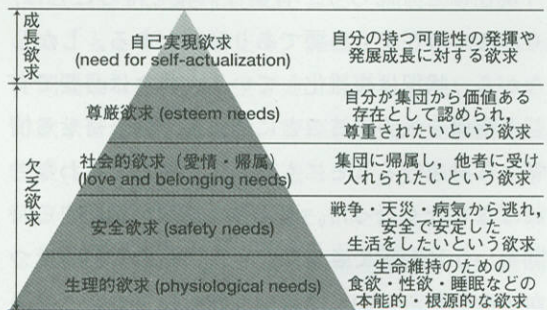 成長欲求
自己実現欲求
(need for self-actualization)
自分の持つ可能性の発揮や
発展成長に対する欲求
欠乏欲求
尊厳欲求 (esteem needs)
自分が集団から価値ある
存在として認められ,
尊重されたいという欲求
社会的欲求（愛情・帰属）
(love and belonging needs)
集団に帰属し, 他者に受け
入れられたいという欲求
安全欲求 (safety needs)
戦争・天災・病気から逃れ,
安全で安定した
生活をしたいという欲求
生理的欲求 (physiological needs)
生命維持のための
食欲・性欲・睡眠などの
本能的・根源的な欲求